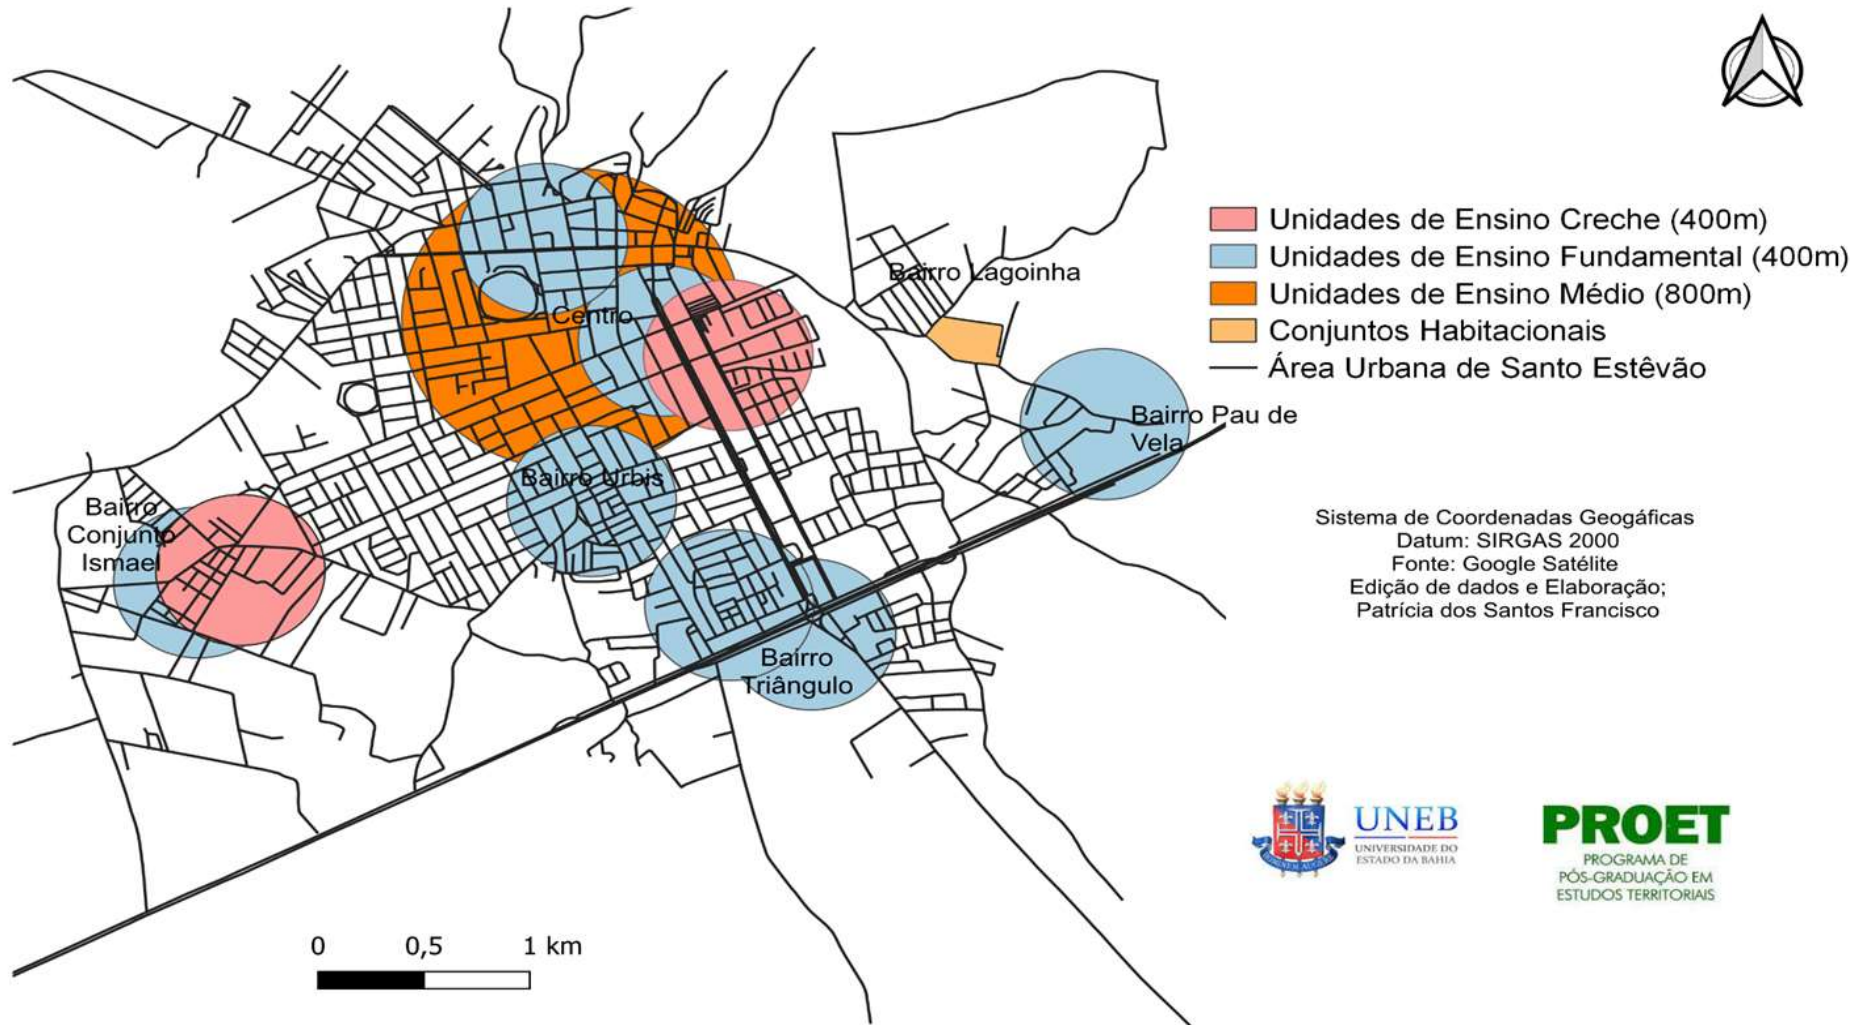 Unidades de Ensino Creche (400m)
Unidades de Ensino Fundamental (400m)
Unidades de Ensino Médio (800m)
Conjuntos Habitacionais
Área Urbana de Santo Estêvão
Bairro Lagoinha
Centro
Bairro Pau de
Vela
Bairro Urbis
Bairro
Conjunto
Ismael
Bairro
Triângulo
Sistema de Coordenadas Geogáficas
Datum: SIRGAS 2000
Fonte: Google Satélite
Edição de dados e Elaboração;
Patrícia dos Santos Francisco
UNEB
UNIVERSIDADE DO
ESTADO DA BAHIA
PROET
PROGRAMA DE
PÓS-GRADUAÇÃO EM
ESTUDOS TERRITORIAIS
0 0,5 1 km